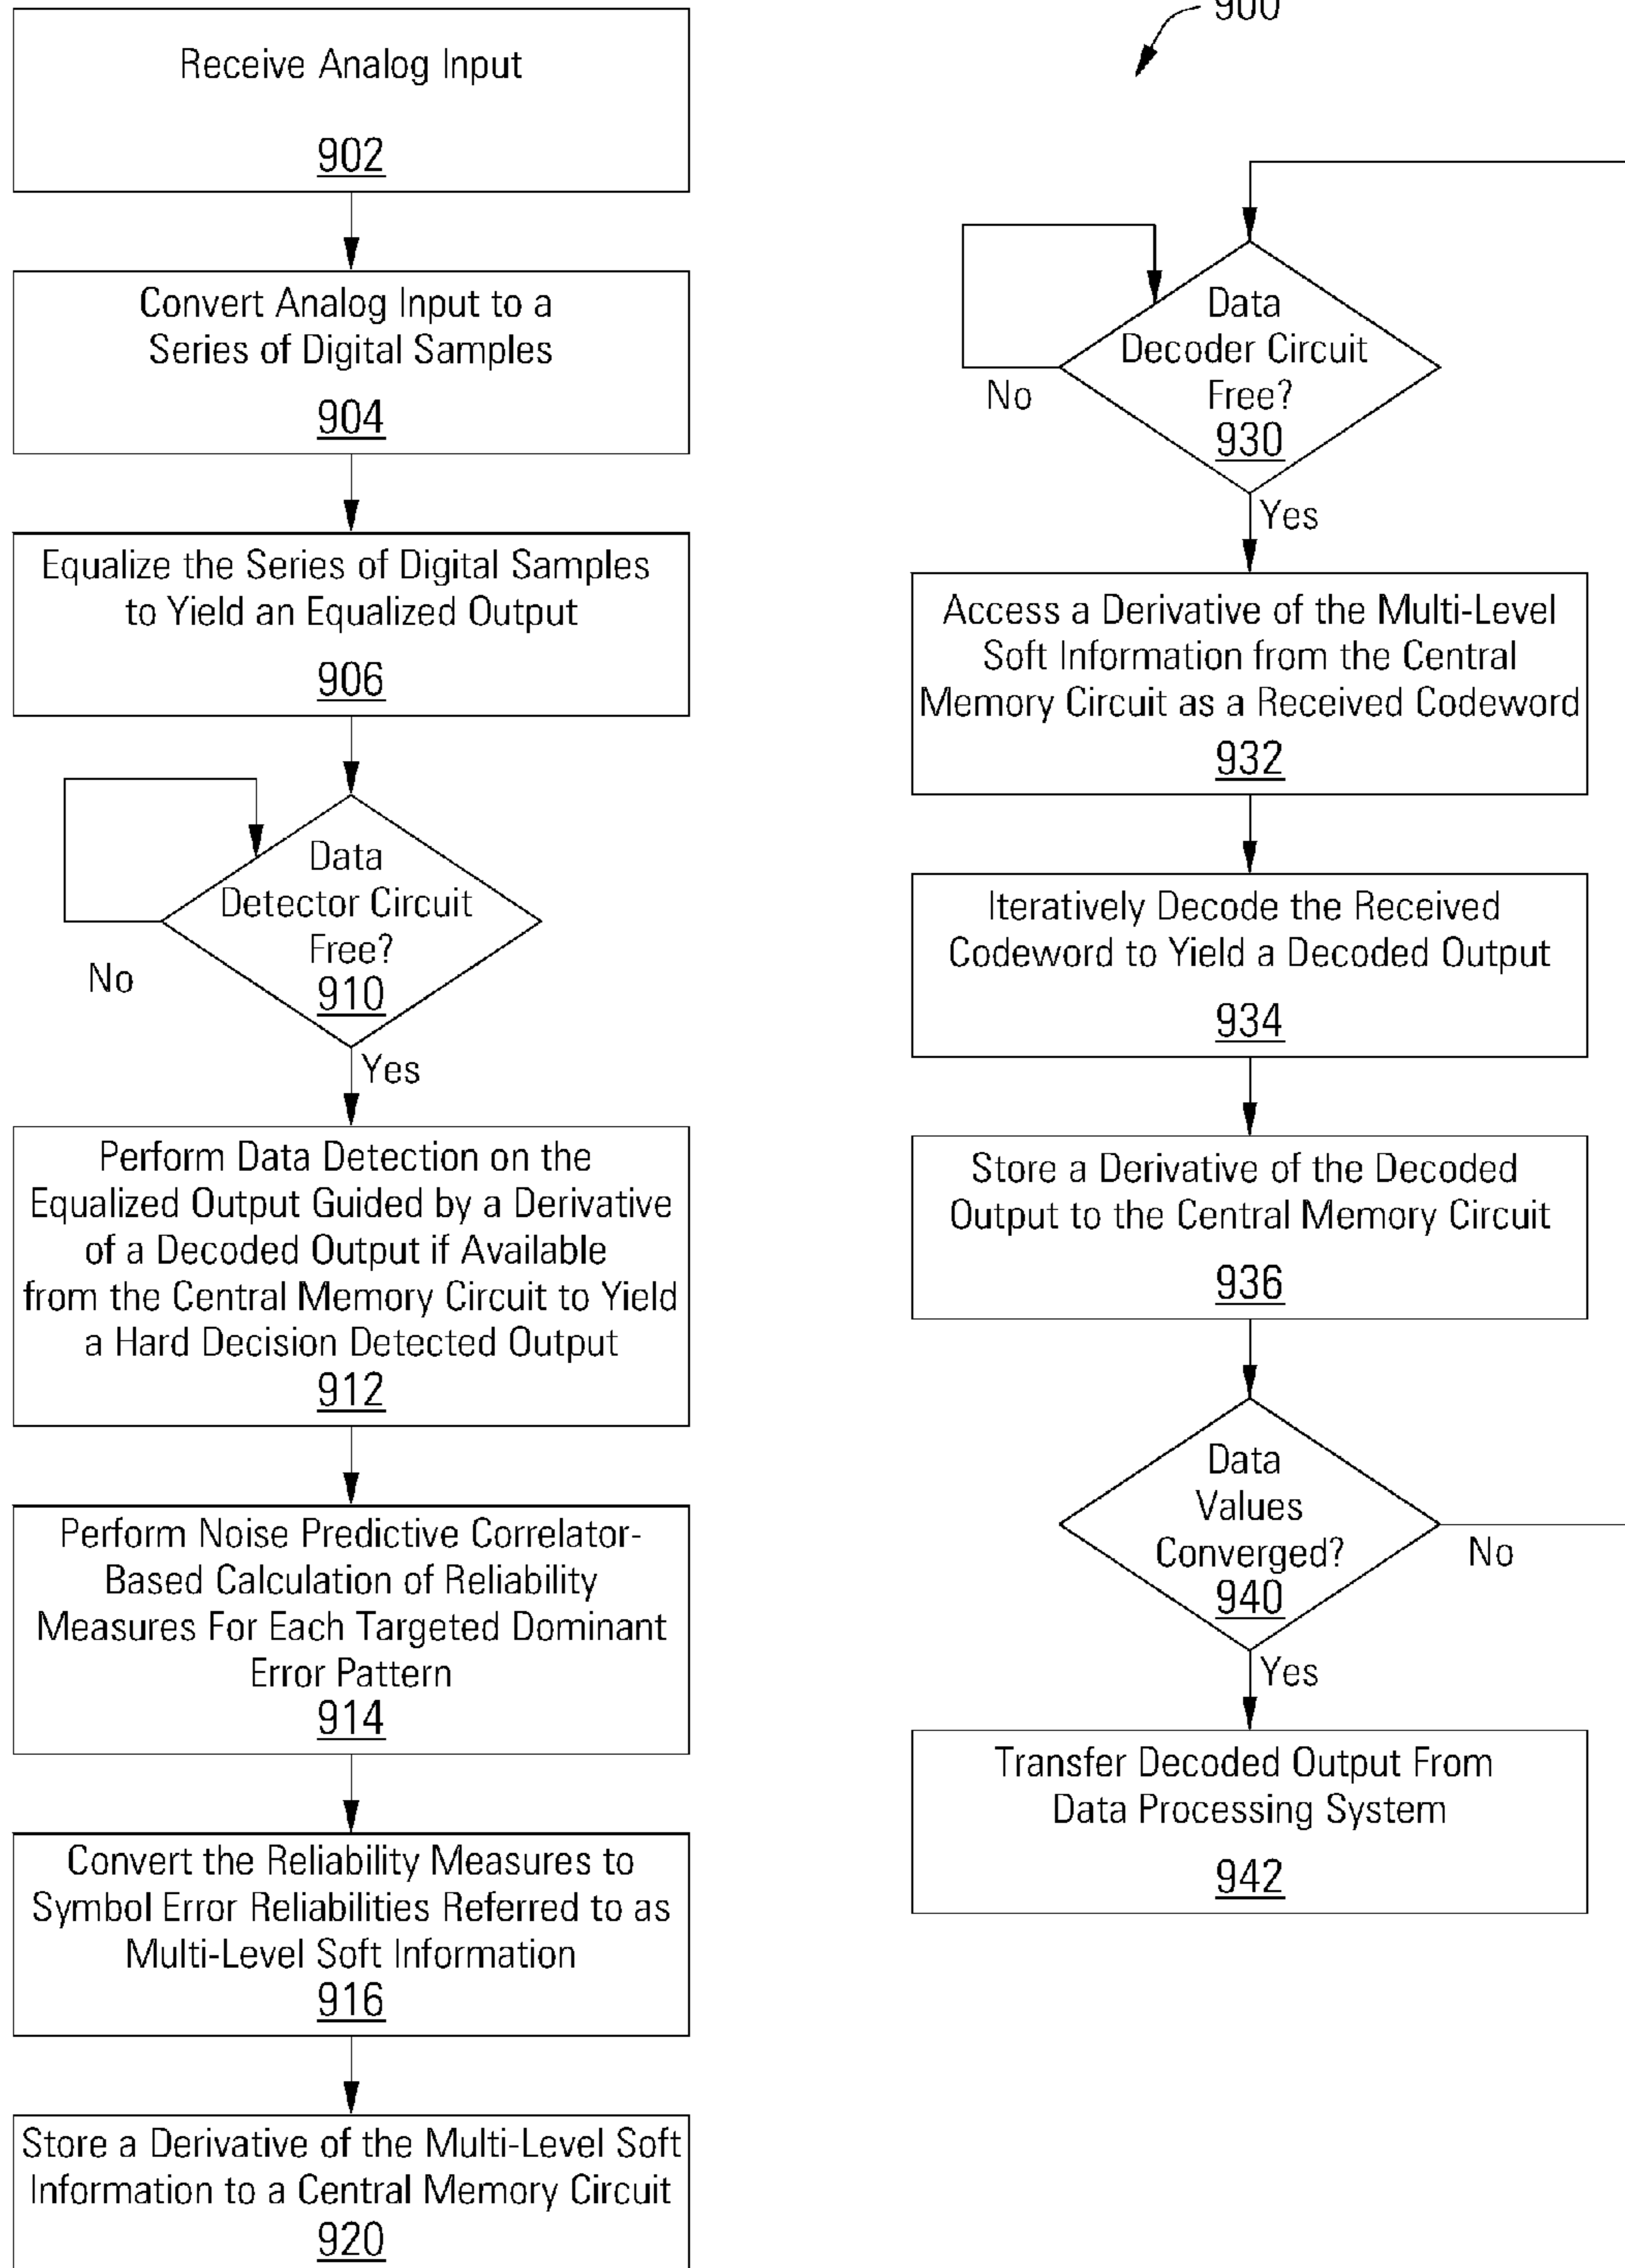 Receive Analog Input
902
Convert Analog Input to a
Series of Digital Samples
904
Equalize the Series of Digital Samples
to Yield an Equalized Output
906
Data
Detector Circuit
Free?
910
No
Yes
Perform Data Detection on the
Equalized Output Guided by a Derivative
of a Decoded Output if Available
from the Central Memory Circuit to Yield
a Hard Decision Detected Output
912
Perform Noise Predictive Correlator-
Based Calculation of Reliability
Measures For Each Targeted Dominant
Error Pattern
914
Convert the Reliability Measures to
Symbol Error Reliabilities Referred to as
Multi-Level Soft Information
916
Store a Derivative of the Multi-Level Soft
Information to a Central Memory Circuit
920
900
Data
Decoder Circuit
Free?
930
No
Yes
Access a Derivative of the Multi-Level
Soft Information from the Central
Memory Circuit as a Received Codeword
932
Iteratively Decode the Received
Codeword to Yield a Decoded Output
934
Store a Derivative of the Decoded
Output to the Central Memory Circuit
936
Data
Values
Converged?
940
No
Yes
Transfer Decoded Output From
Data Processing System
942